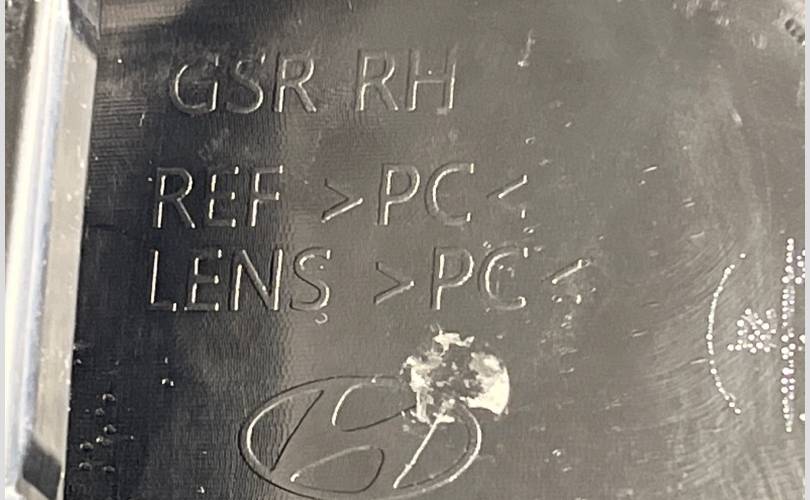 GSR RH
REF >PC<
LENS >PC<